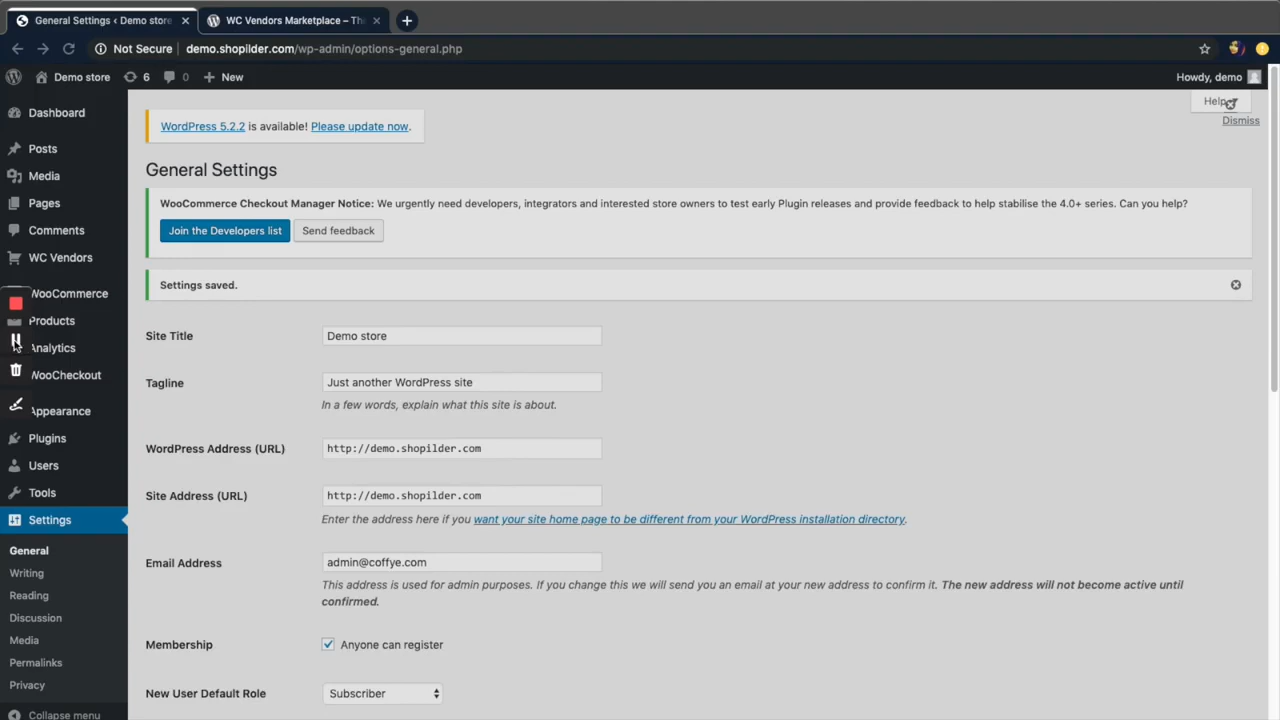 General Settings ‹ Demo store
WC Vendors Marketplace – The
Not Secure
demo.shopilder.com/wp-admin/options-general.php
Demo store
6
0
New
Howdy, demo
Help
Dismiss
Dashboard
Posts
Media
Pages
Comments
WC Vendors
WooCommerce
Products
Analytics
WooCheckout
Appearance
Plugins
Users
Tools
Settings
General
Writing
Reading
Discussion
Media
Permalinks
Privacy
Collapse menu
WordPress 5.2.2 is available! Please update now.
General Settings
WooCommerce Checkout Manager Notice: We urgently need developers, integrators and interested store owners to test early Plugin releases and provide feedback to help stabilise the 4.0+ series. Can you help?
Join the Developers list
Send feedback
Settings saved.
Site Title
Demo store
Tagline
Just another WordPress site
In a few words, explain what this site is about.
WordPress Address (URL)
http://demo.shopilder.com
Site Address (URL)
http://demo.shopilder.com
Enter the address here if you want your site home page to be different from your WordPress installation directory.
Email Address
admin@coffye.com
This address is used for admin purposes. If you change this we will send you an email at your new address to confirm it. The new address will not become active until
confirmed.
Membership
Anyone can register
New User Default Role
Subscriber